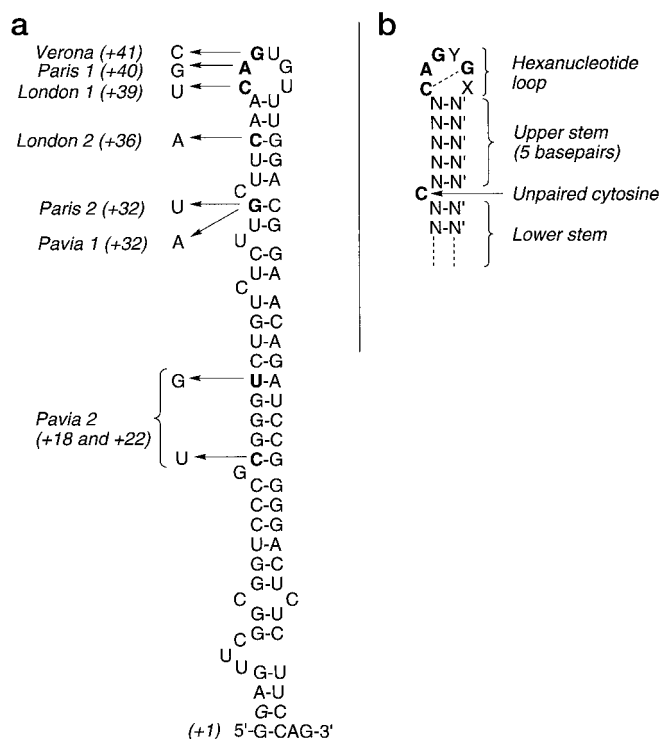 a
Verona (+41) C G U
Paris 1 (+40) G A G
London 1 (+39) U C U
A-U
A-U
London 2 (+36) A C-G
U-G
U-A
C
Paris 2 (+32) U G-C
U-G
Pavia 1 (+32) A U
C-G
U-A
C
U-A
G-C
U-A
C-G
G U-A
G-U
Pavia 2
G-C
(+18 and +22)
G-C
U C-G
G
C-G
C-G
C-G
U-A
G-C
G-U
C C
G-U
G-C
C
U
U G-U
A-U
G-C
(+1) 5'-G-CAG-3'
b
G Y
A G
C X
Hexanucleotide
loop
N-N'
N-N'
N-N'
N-N'
N-N'
Upper stem
(5 basepairs)
C Unpaired cytosine
N-N'
N-N'
Lower stem